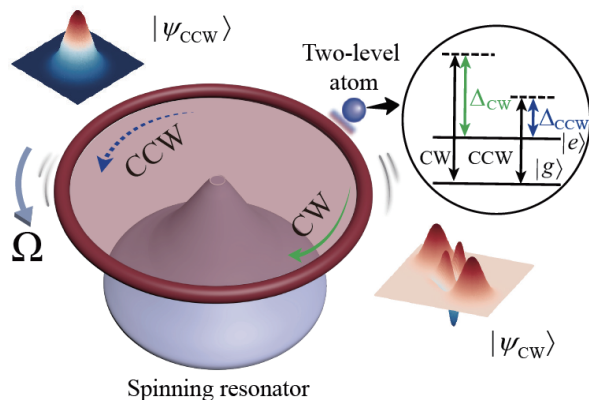 |ψCCW⟩
Two-level
atom
ΔCW
ΔCCW
|e⟩
CW
CCW
|g⟩
CCW
CW
Ω
|ψCW⟩
Spinning resonator